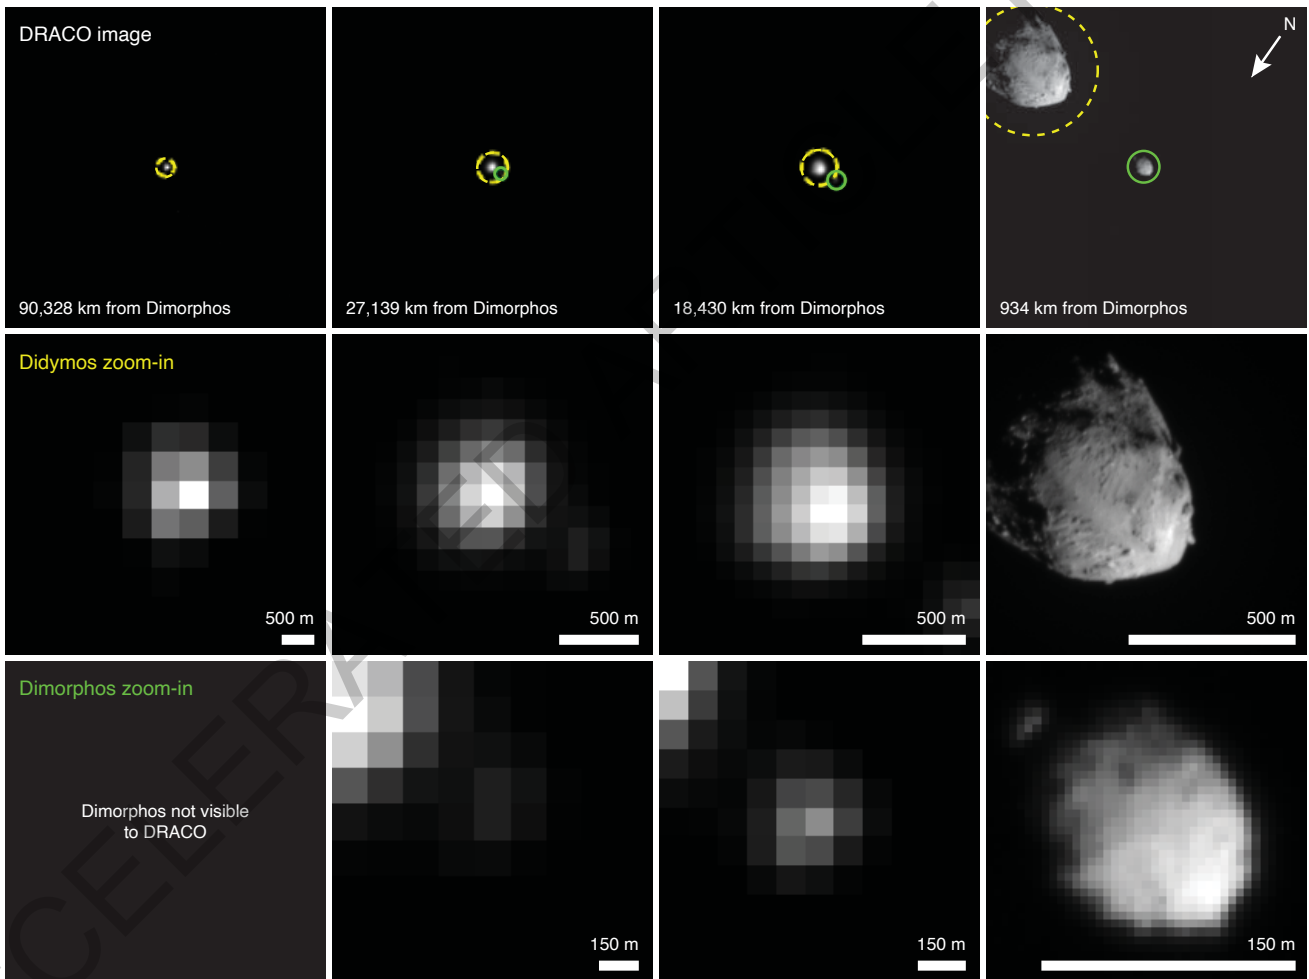 DRACO image
N
90,328 km from Dimorphos
27,139 km from Dimorphos
18,430 km from Dimorphos
934 km from Dimorphos
Didymos zoom-in
500 m
500 m
500 m
500 m
Dimorphos zoom-in
Dimorphos not visible
to DRACO
150 m
150 m
150 m